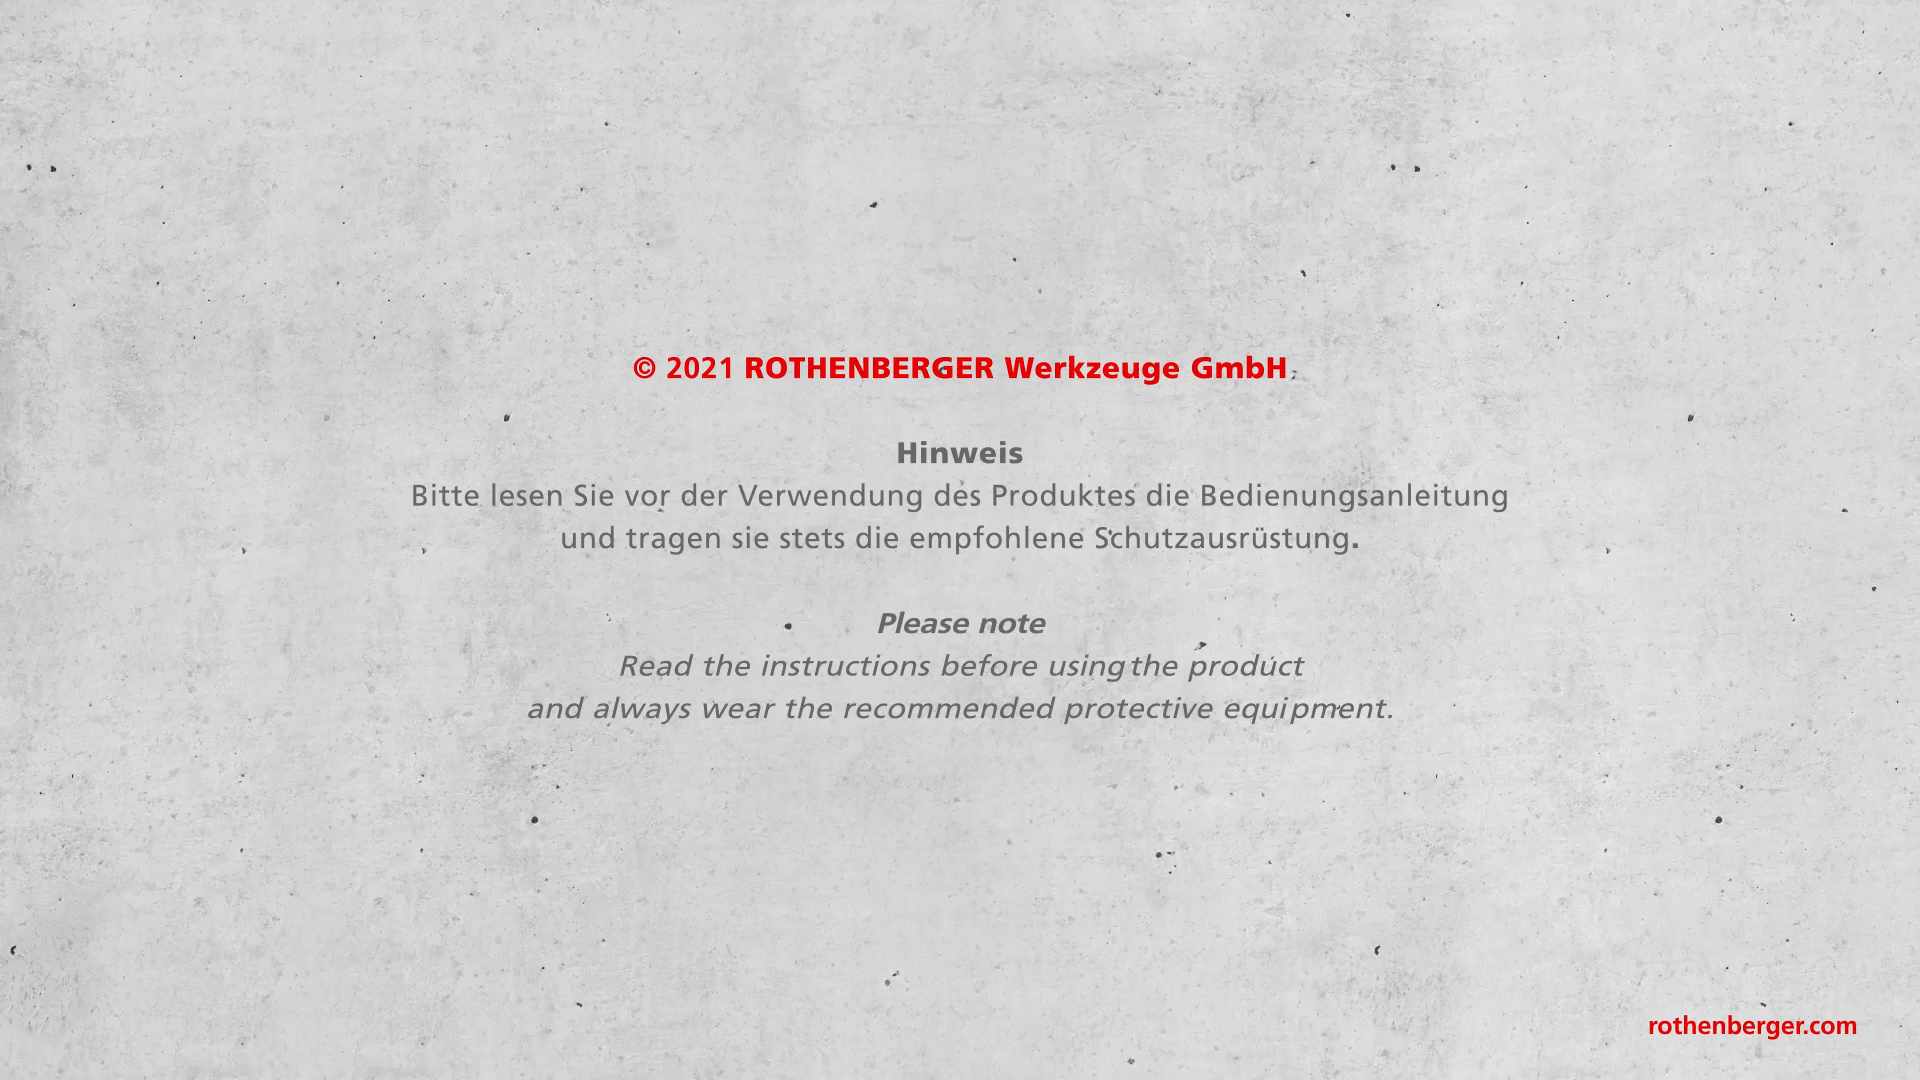 © 2021 ROTHENBERGER Werkzeuge GmbH
Hinweis
Bitte lesen Sie vor der Verwendung des Produktes die Bedienungsanleitung
und tragen sie stets die empfohlene Schutzausrüstung.
Please note
Read the instructions before using the product
and always wear the recommended protective equipment.
rothenberger.com